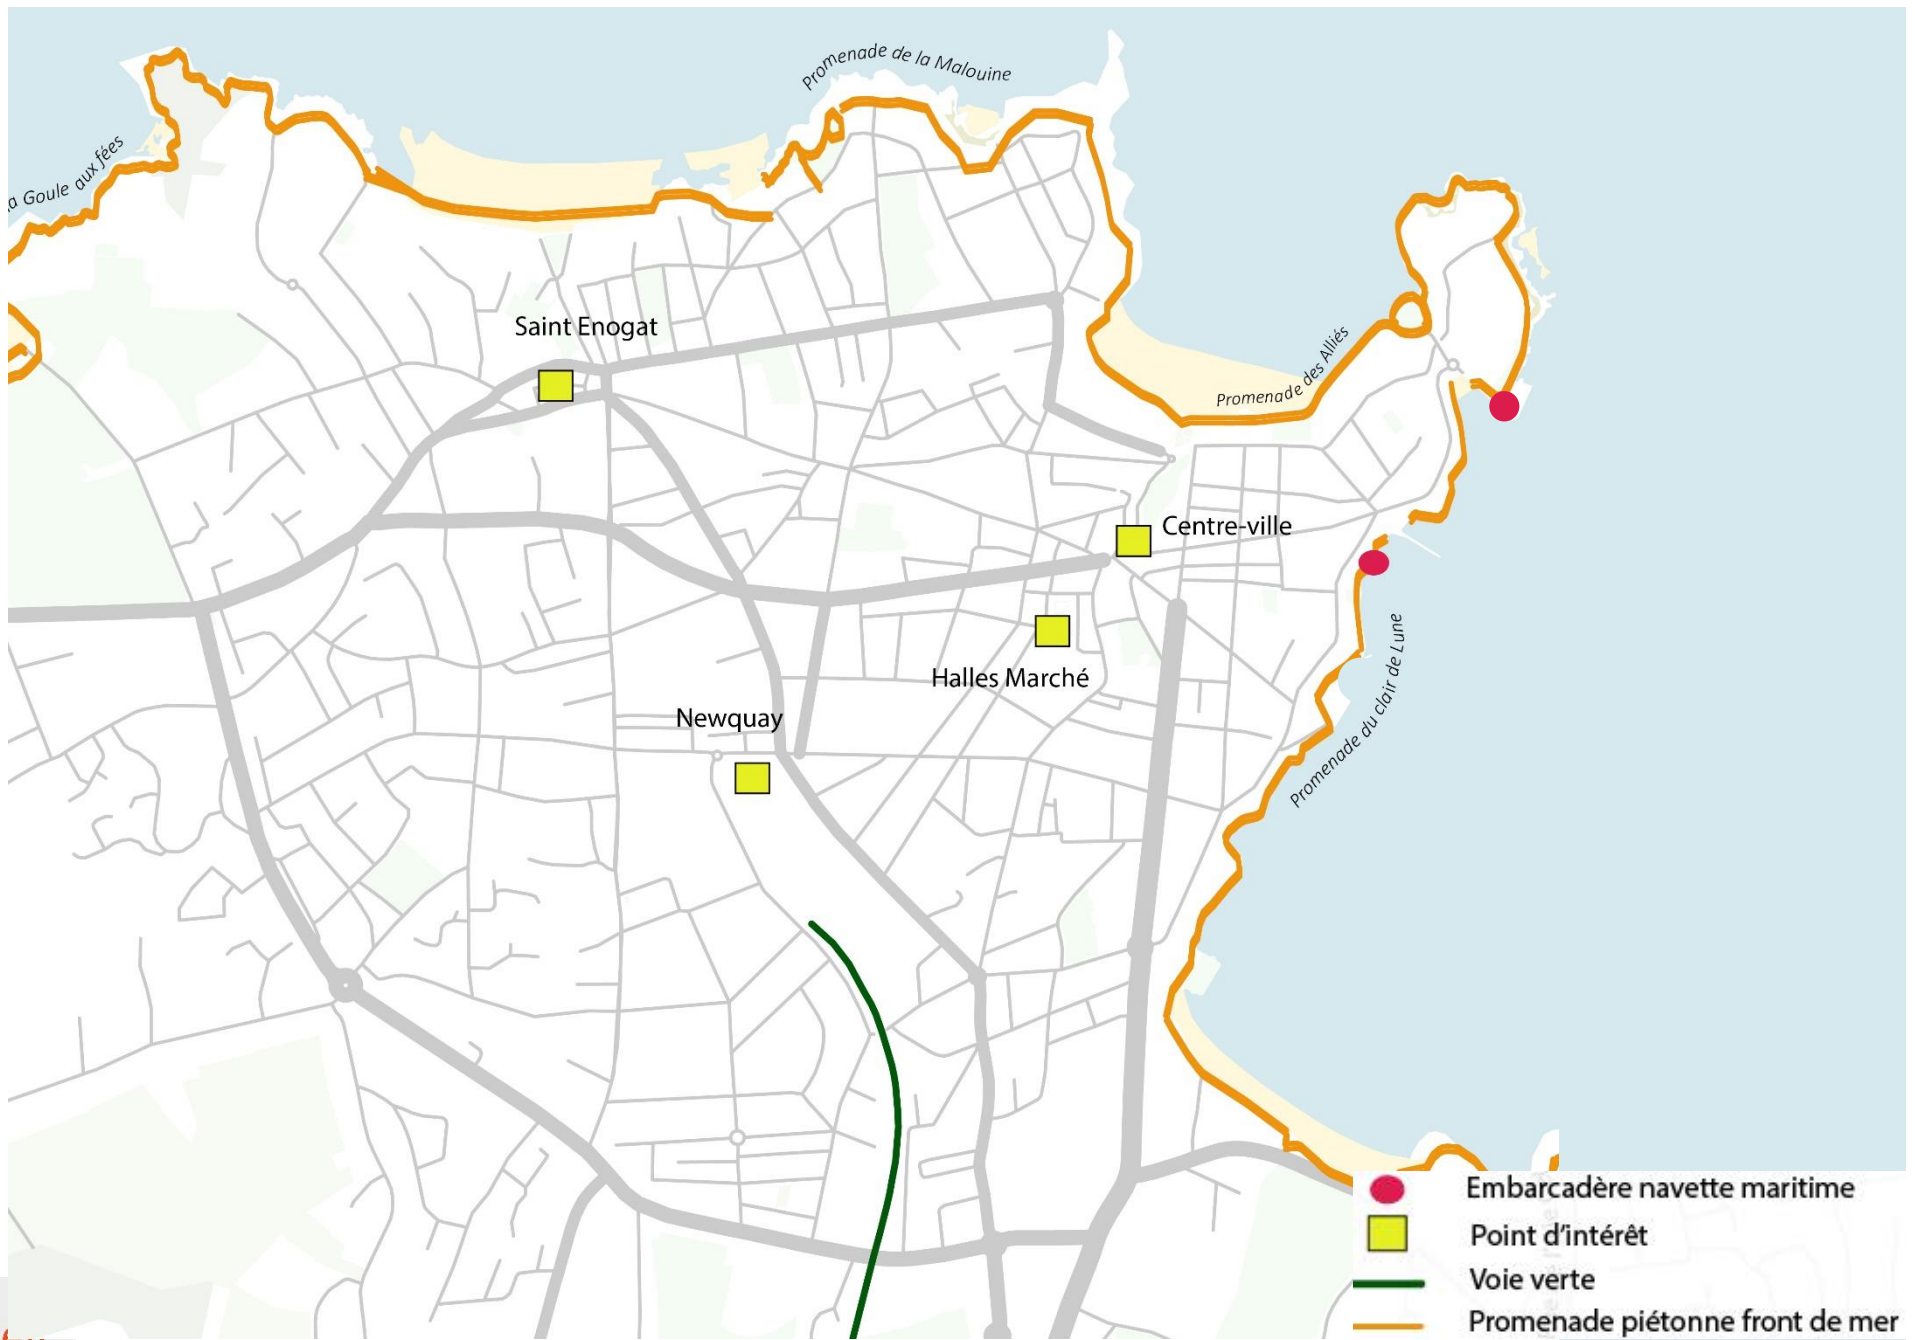 Promenade de la Malouine
a Goule aux fées
Saint Enogat
Promenade des Alliés
Centre-ville
Halles Marché
Promenade du clair de Lune
Newquay
Embarcadère navette maritime
Point d'intérêt
Voie verte
Promenade piétonne front de mer